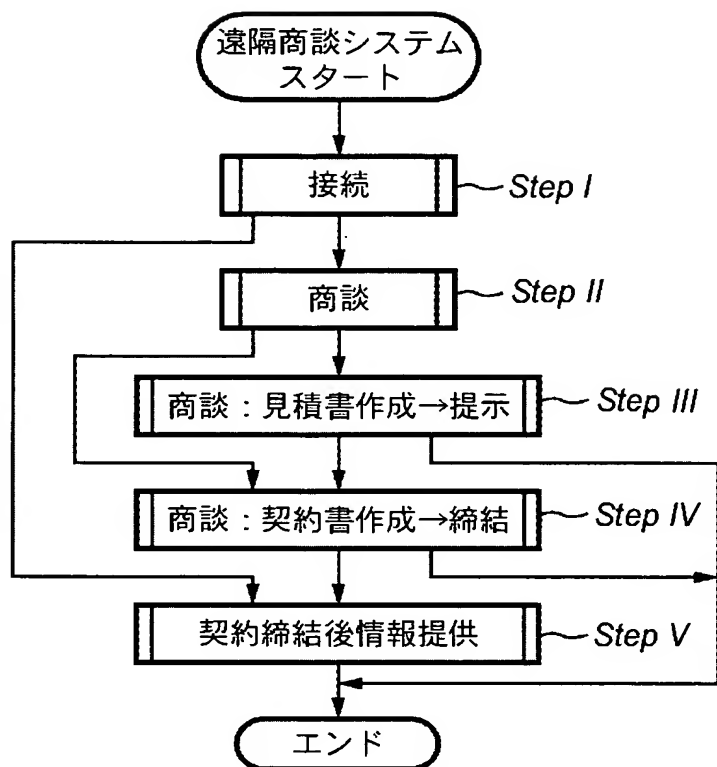 遠隔商談システム
スタート
接続
Step I
商談
Step II
商談：見積書作成→提示
Step III
商談：契約書作成→締結
Step IV
契約締結後情報提供
Step V
エンド